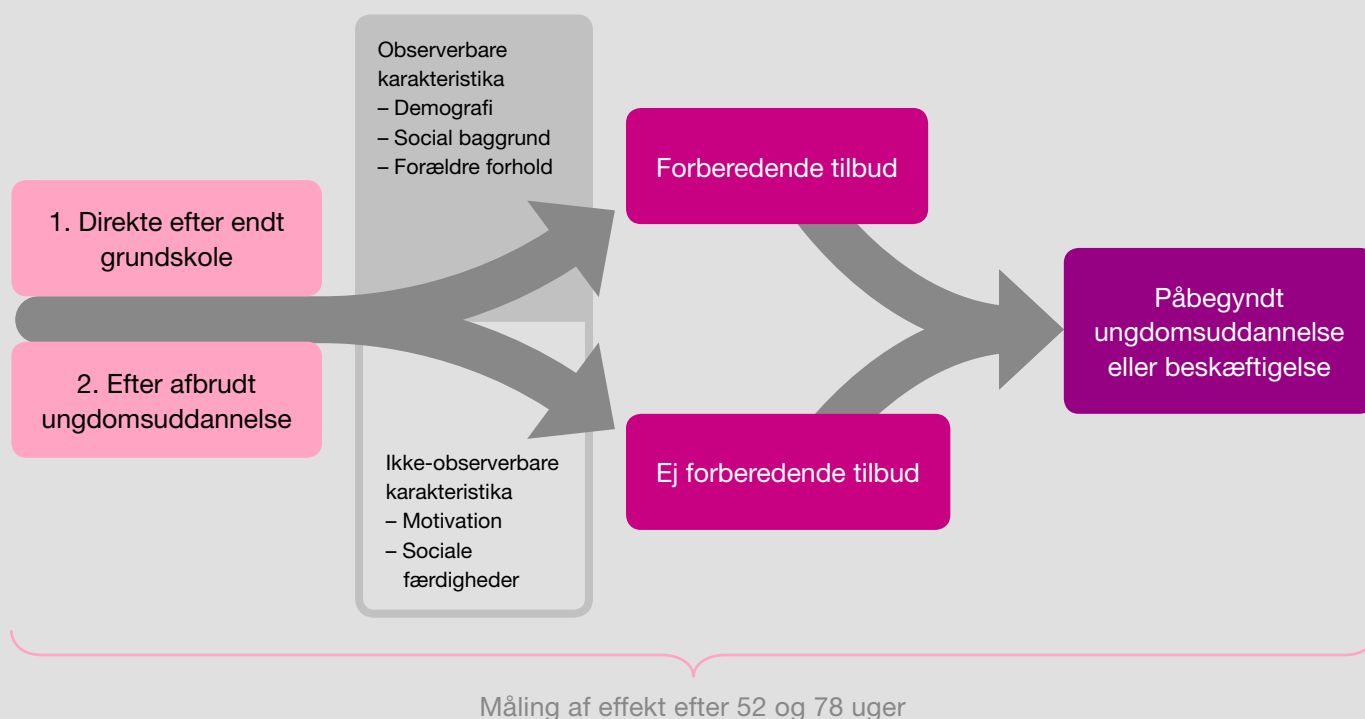 1. Direkte efter endt
grundskole
2. Efter afbrudt
ungdomsuddannelse
Observerbare
karakteristika
– Demografi
– Social baggrund
– Forældre forhold
Ikke-observerbare
karakteristika
– Motivation
– Sociale
færdigheder
Forberedende tilbud
Ej forberedende tilbud
Påbegyndt
ungdomsuddannelse
eller beskæftigelse
Måling af effekt efter 52 og 78 uger